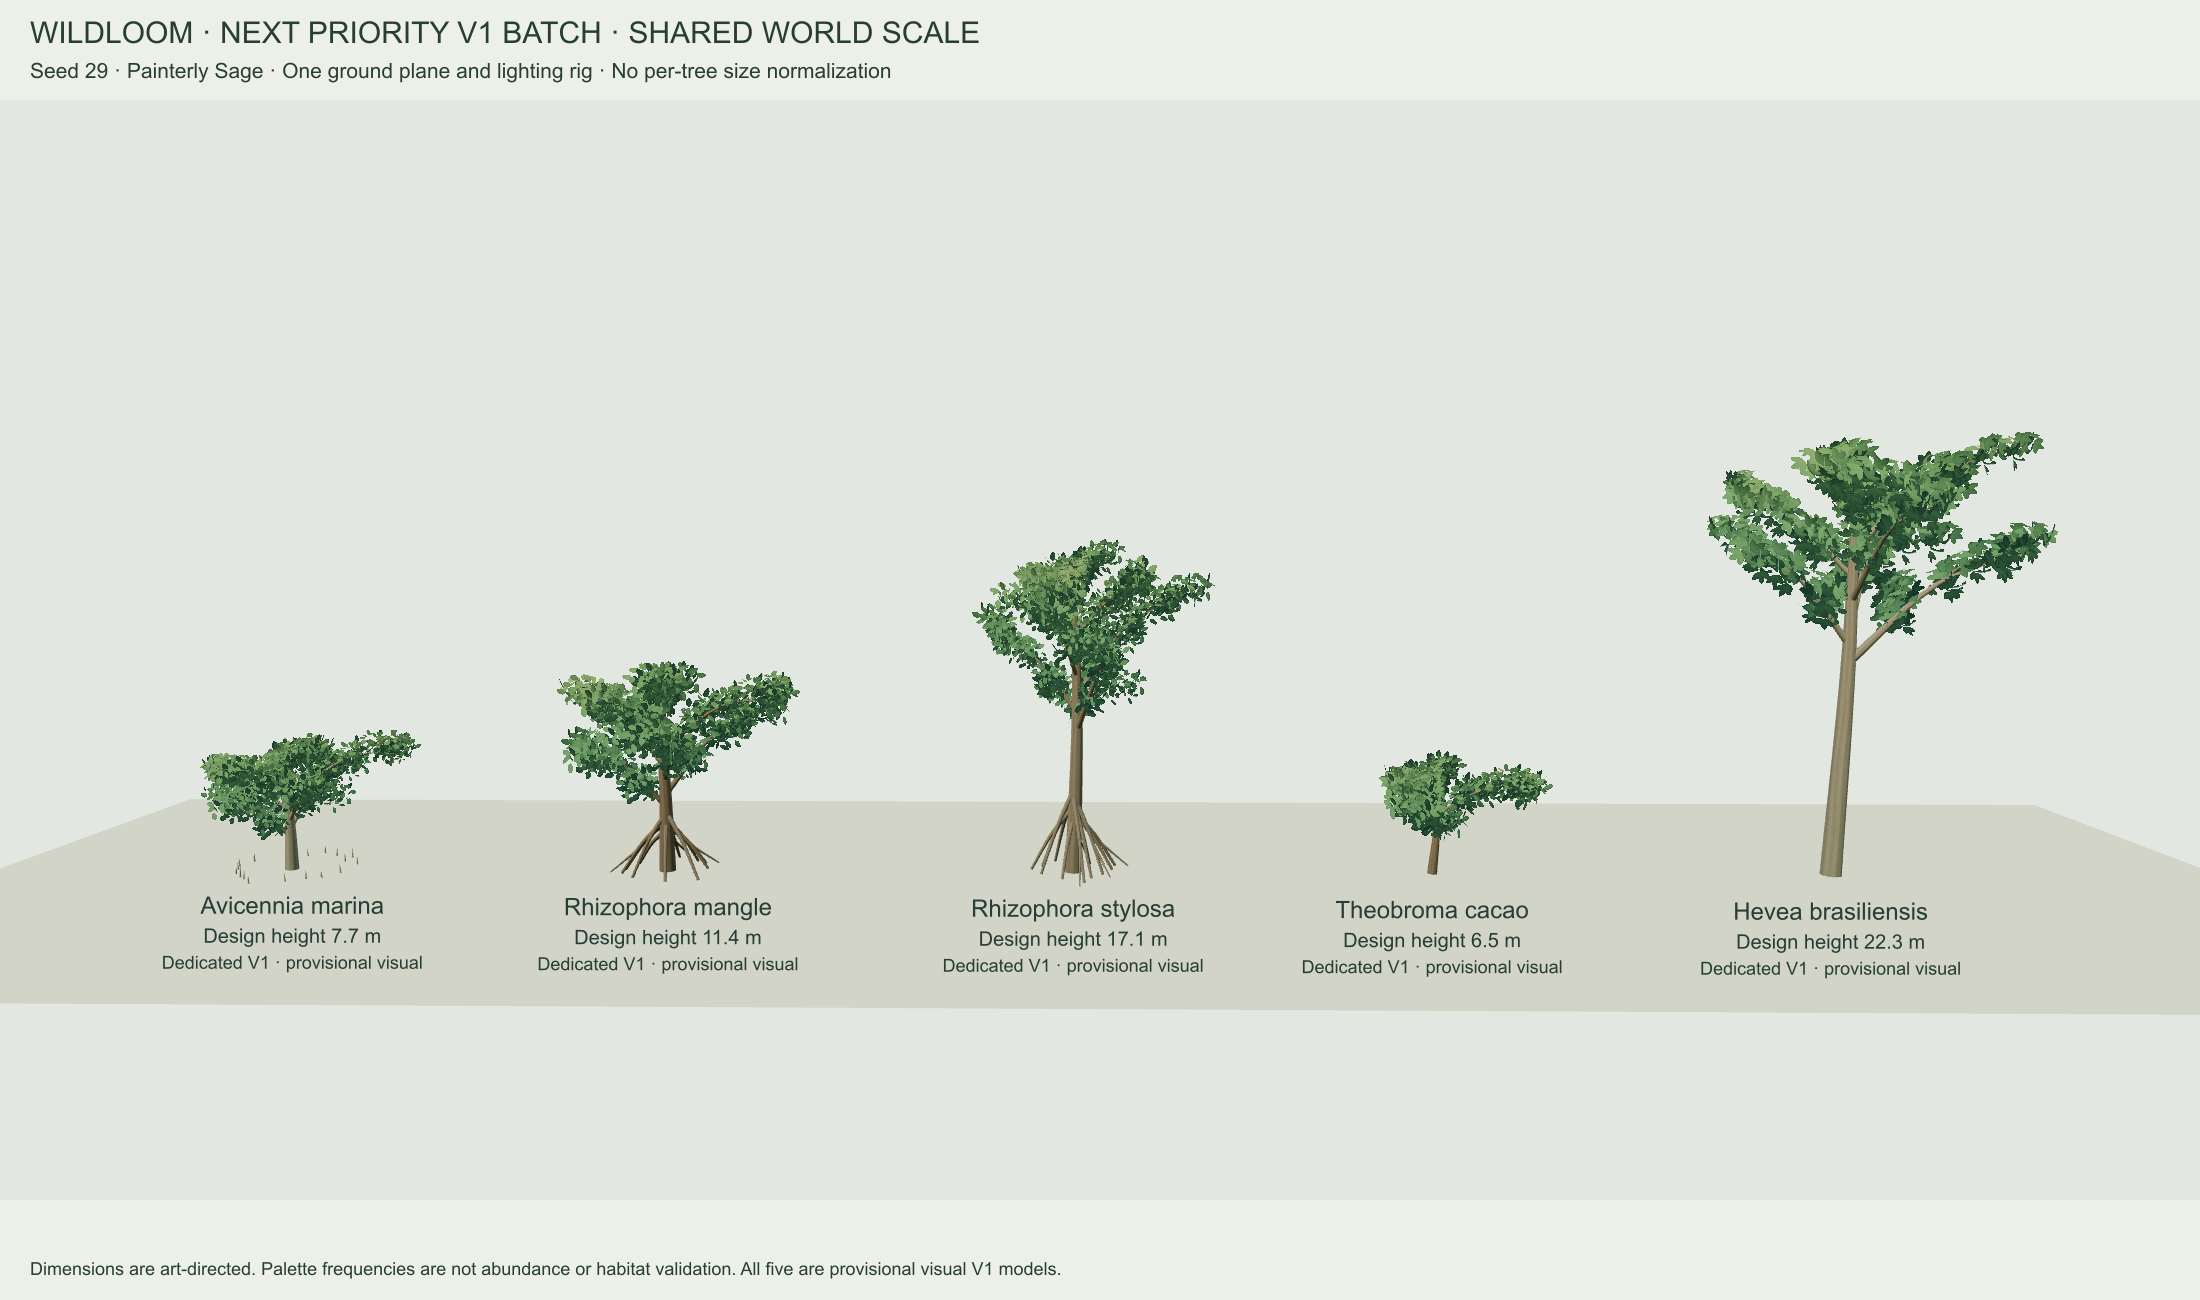 WILDLOOM · NEXT PRIORITY V1 BATCH · SHARED WORLD SCALE
Seed 29 · Painterly Sage · One ground plane and lighting rig · No per-tree size normalization
Avicennia marina
Design height 7.7 m
Dedicated V1 · provisional visual
Rhizophora mangle
Design height 11.4 m
Dedicated V1 · provisional visual
Rhizophora stylosa
Design height 17.1 m
Dedicated V1 · provisional visual
Theobroma cacao
Design height 6.5 m
Dedicated V1 · provisional visual
Hevea brasiliensis
Design height 22.3 m
Dedicated V1 · provisional visual
Dimensions are art-directed. Palette frequencies are not abundance or habitat validation. All five are provisional visual V1 models.